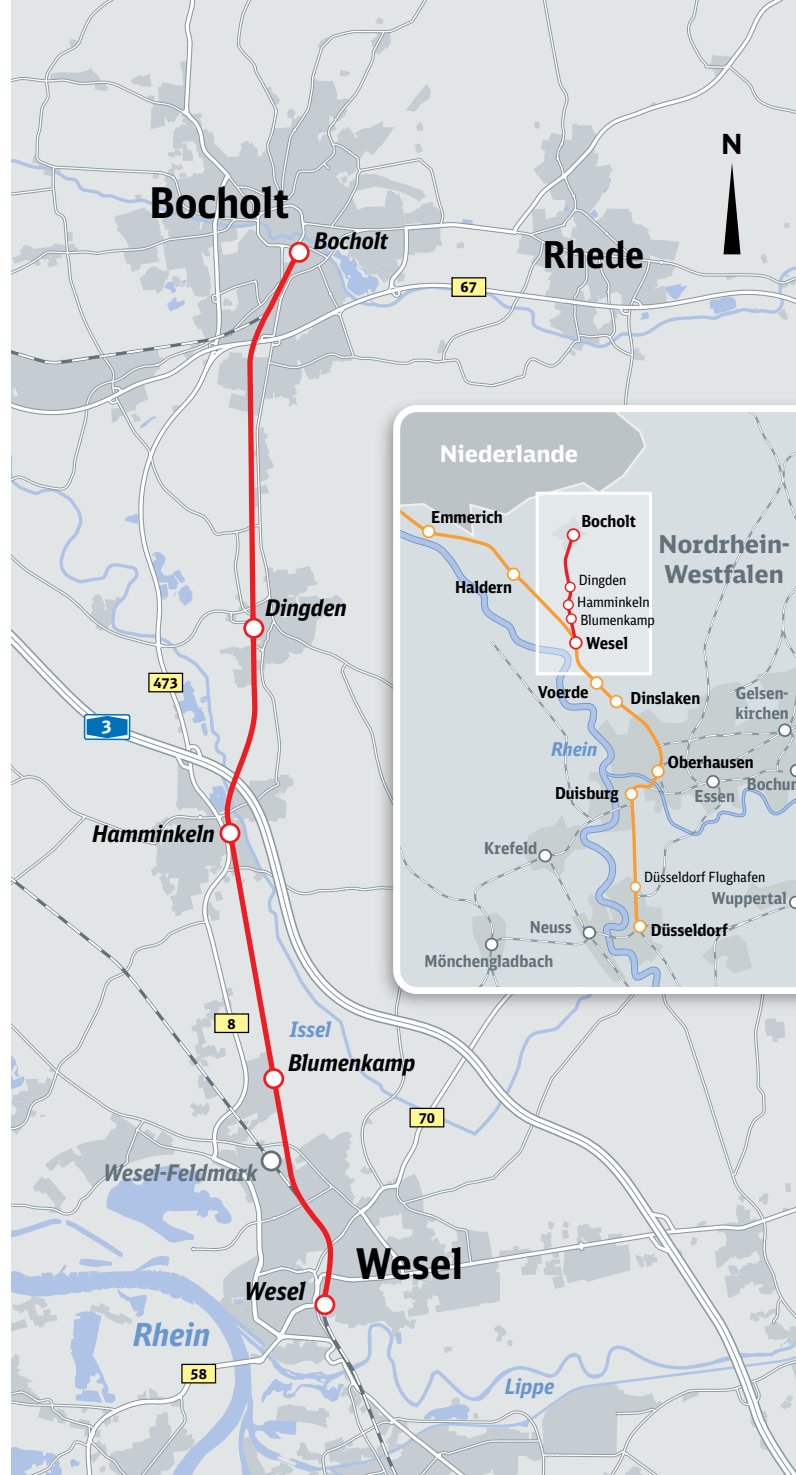 N
Bocholt
Bocholt
Rhede
67
Dingden
473
3
Hamminkeln
8
Issel
Blumenkamp
70
Wesel-Feldmark
Wesel
Wesel
Rhein
58
Lippe
Niederlande
Emmerich
Bocholt
Nordrhein-
Westfalen
Haldern
Dingden
Hamminkeln
Blumenkamp
Wesel
Voerde
Dinslaken
Gelsen-
kirchen
Rhein
Oberhausen
Duisburg
Essen
Bochum
Krefeld
Düsseldorf Flughafen
Wuppertal
Neuss
Düsseldorf
Mönchengladbach